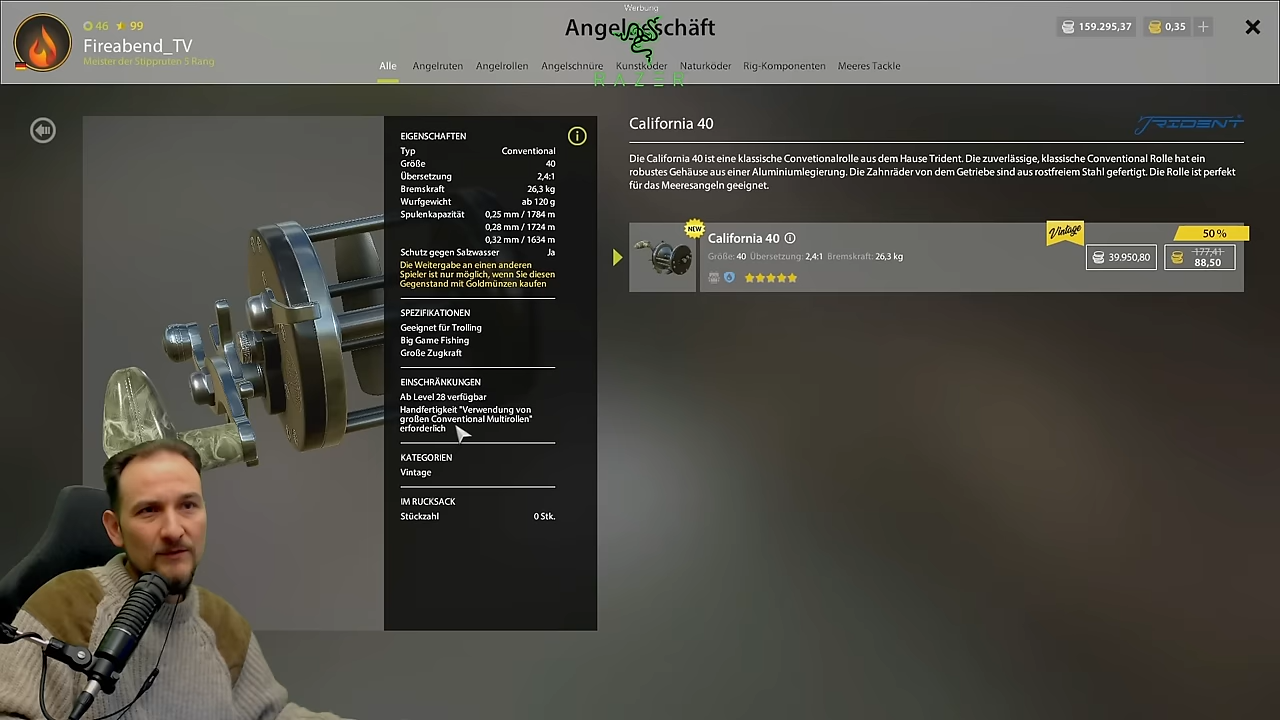 Werbung
Angelgeschäft
46 99
Fireabend_TV
Meister der Stippruten 5 Rang
159.295,37
0,35
Alle Angelruten Angelrollen Angelschnüre Kunstköder Naturköder Rig-Komponenten Meeres Tackle
RAZER
EIGENSCHAFTEN
Typ Conventional
Größe 40
Übersetzung 2,4:1
Bremskraft 26,3 kg
Wurfgewicht ab 120 g
Spulenkapazität 0,25 mm / 1784 m
0,28 mm / 1724 m
0,32 mm / 1634 m
Schutz gegen Salzwasser Ja
Die Weitergabe an einen anderen
Spieler ist nur möglich, wenn Sie diesen
Gegenstand mit Goldmünzen kaufen
SPEZIFIKATIONEN
Geeignet für Trolling
Big Game Fishing
Große Zugkraft
EINSCHRÄNKUNGEN
Ab Level 28 verfügbar
Handfertigkeit "Verwendung von
großen Conventional Multirollen"
erforderlich
KATEGORIEN
Vintage
IM RUCKSACK
Stückzahl 0 Stk.
California 40
TRIDENT
Die California 40 ist eine klassische Convetionalrolle aus dem Hause Trident. Die zuverlässige, klassische Conventional Rolle hat ein
robustes Gehäuse aus einer Aluminiumlegierung. Die Zahnräder von dem Getriebe sind aus rostfreiem Stahl gefertigt. Die Rolle ist perfekt
für das Meeresangeln geeignet.
NEW
California 40
Größe: 40 Übersetzung: 2,4:1 Bremskraft: 26,3 kg
Vintage
50 %
39.950,80
177,41
88,50